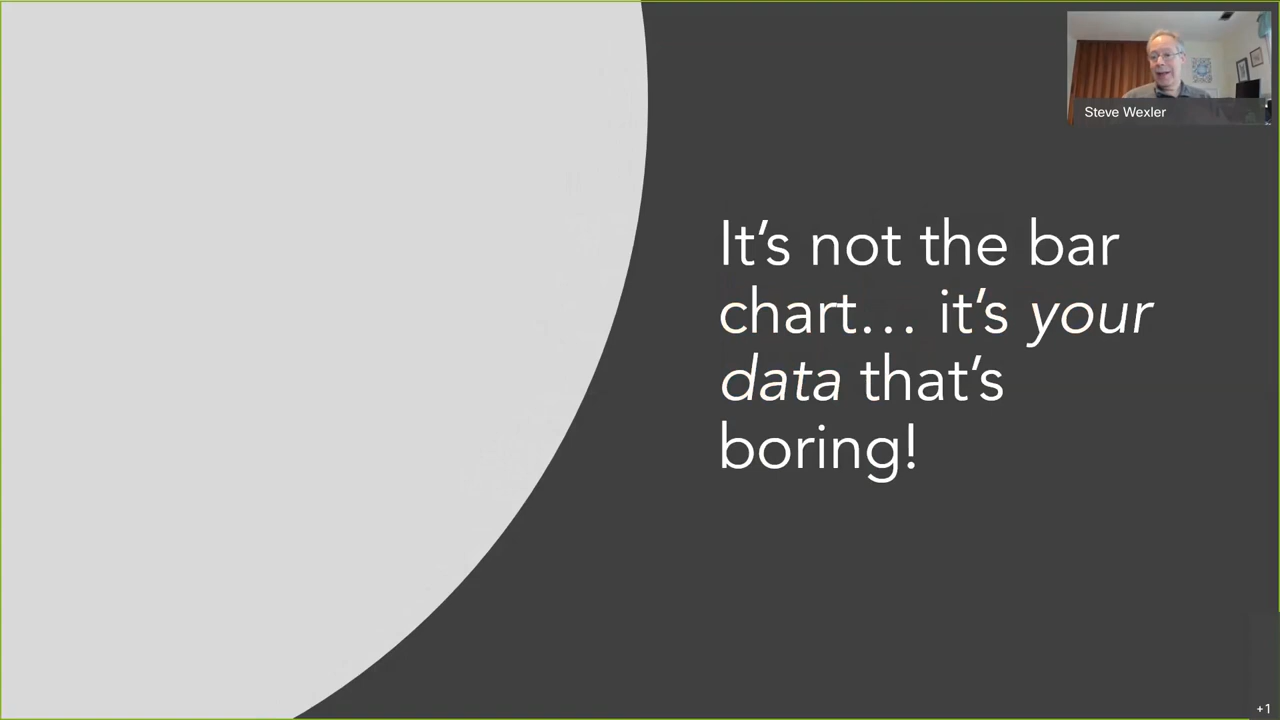 Steve Wexler
It’s not the bar
chart… it’s your
data that’s
boring!
+1